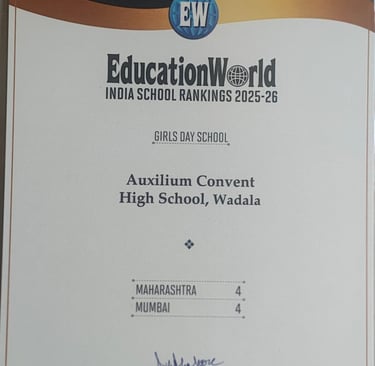 EW
EducationWorld
INDIA SCHOOL RANKINGS 2025-26
GIRLS DAY SCHOOL
Auxilium Convent
High School, Wadala
MAHARASHTRA 4
MUMBAI 4